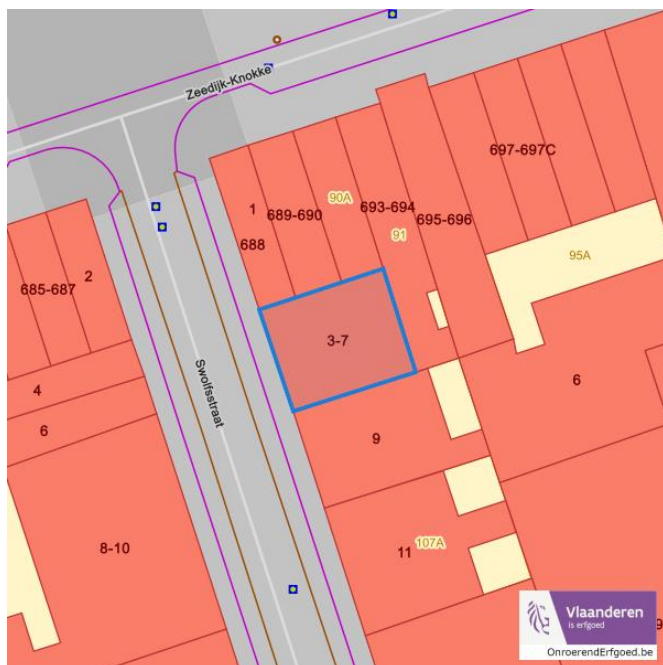 Zeedijk-Knokke
697-697C
90A
1
689-690
693-694
695-696
688
91
95A
2
685-687
3-7
Swolfsstraat
4
6
6
9
8-10
11
107A
Vlaanderen
is erfgoed
OnroerendErfgoed.be